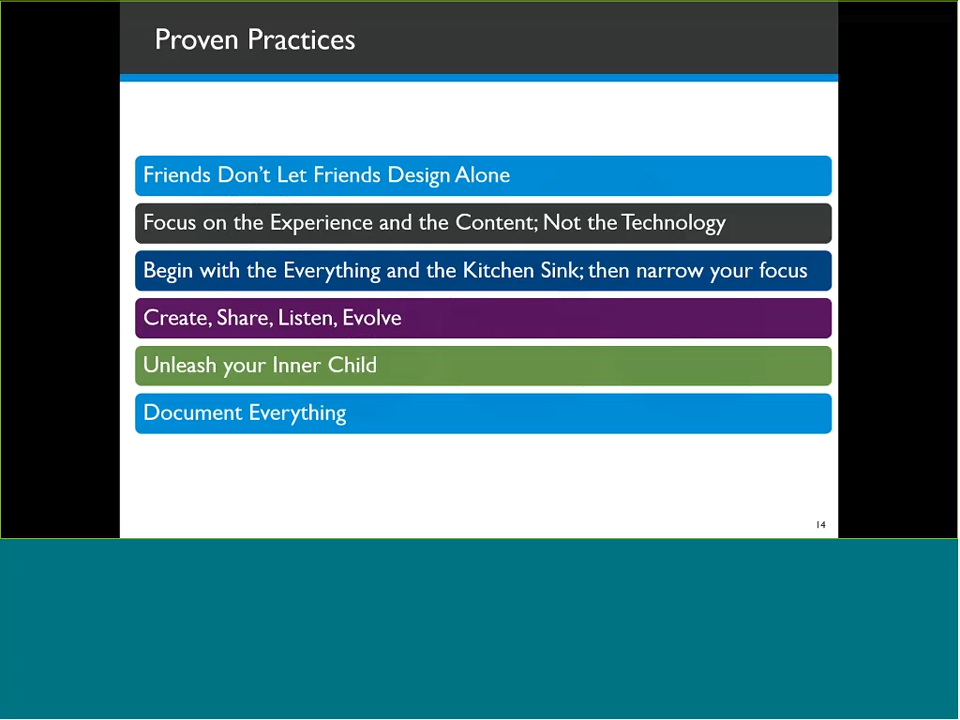 Proven Practices
Friends Don't Let Friends Design Alone
Focus on the Experience and the Content; Not the Technology
Begin with the Everything and the Kitchen Sink; then narrow your focus
Create, Share, Listen, Evolve
Unleash your Inner Child
Document Everything
14